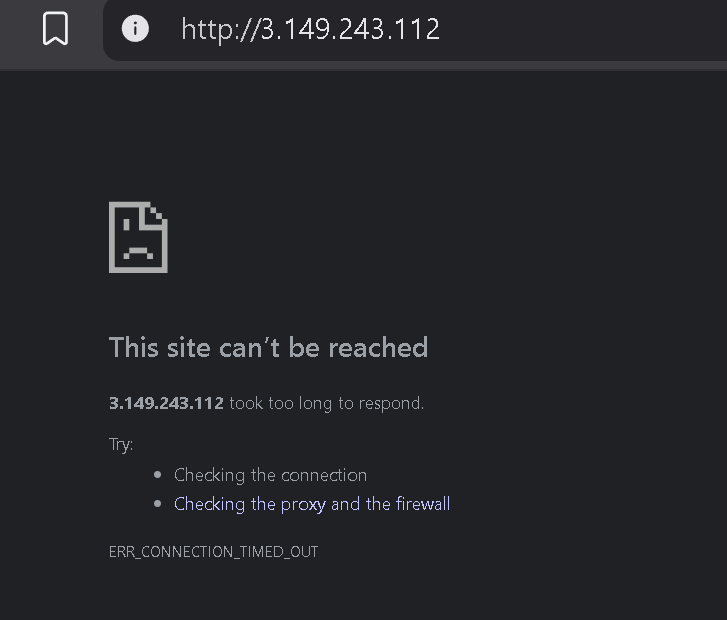 http://3.149.243.112
This site can't be reached
3.149.243.112 took too long to respond.
Try:
Checking the connection
Checking the proxy and the firewall
ERR_CONNECTION_TIMED_OUT